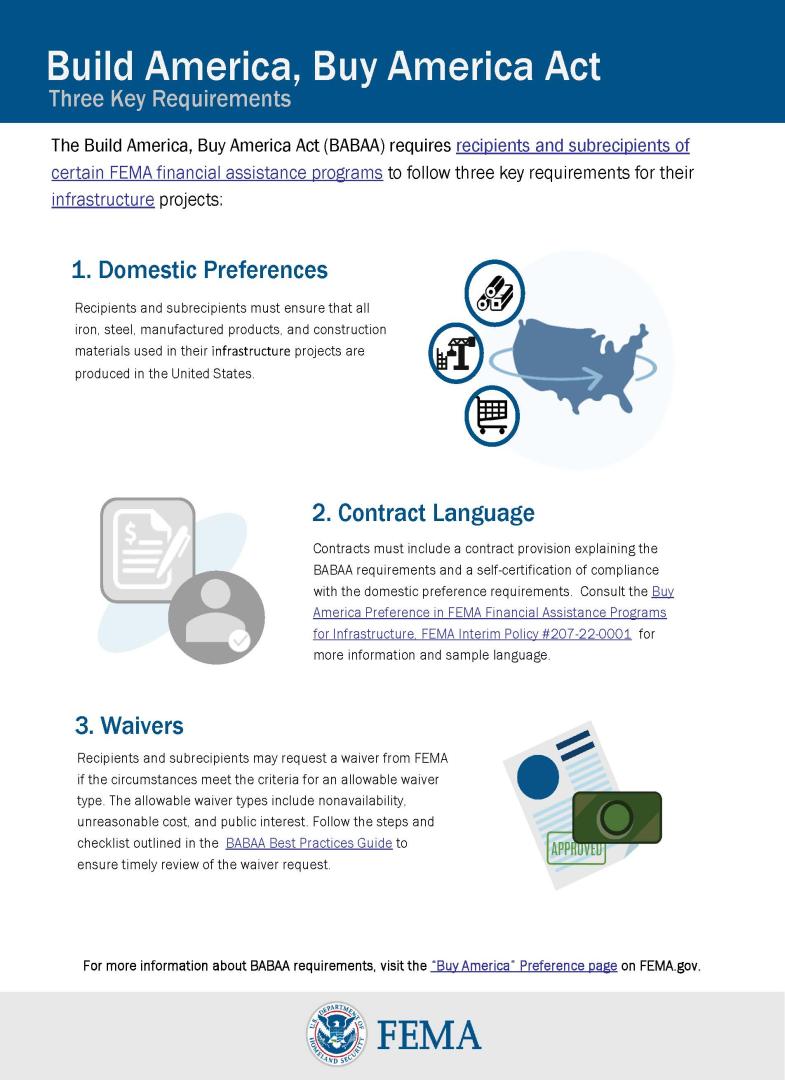 Build America, Buy America Act
Three Key Requirements
The Build America, Buy America Act (BABAA) requires recipients and subrecipients of
certain FEMA financial assistance programs to follow three key requirements for their
infrastructure projects:
1. Domestic Preferences
Recipients and subrecipients must ensure that all
iron, steel, manufactured products, and construction
materials used in their infrastructure projects are
produced in the United States.
$
2. Contract Language
Contracts must include a contract provision explaining the
BABAA requirements and a self-certification of compliance
with the domestic preference requirements. Consult the Buy
America Preference in FEMA Financial Assistance Programs
for Infrastructure, FEMA Interim Policy #207-22-0001 for
more information and sample language.
3. Waivers
Recipients and subrecipients may request a waiver from FEMA
if the circumstances meet the criteria for an allowable waiver
type. The allowable waiver types include nonavailability,
unreasonable cost, and public interest. Follow the steps and
checklist outlined in the BABAA Best Practices Guide to
ensure timely review of the waiver request.
APPROVED
For more information about BABAA requirements, visit the "Buy America" Preference page on FEMA.gov.
U.S. DEPARTMENT OF
HOMELAND SECURITY
FEMA